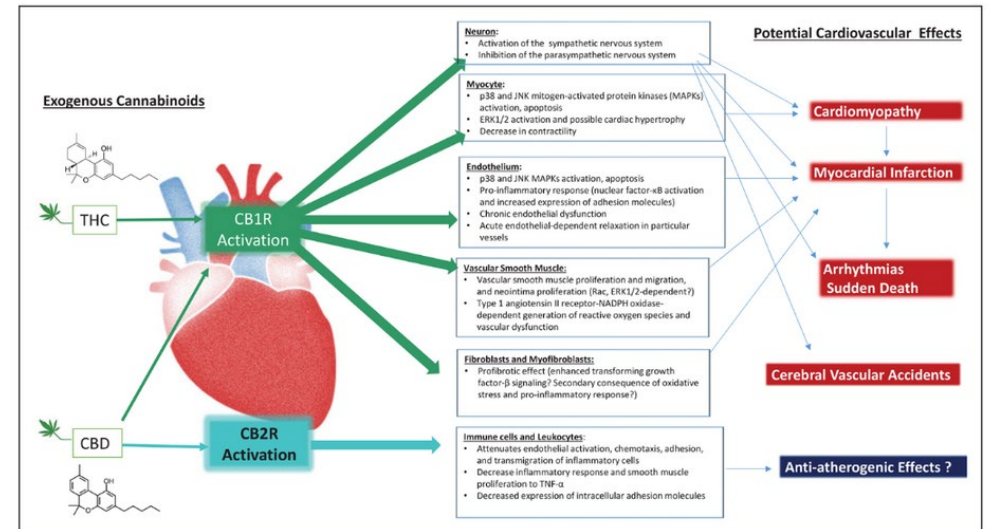 Exogenous Cannabinoids
H
OH
H
O
THC
CBD
OH
O
CB1R
Activation
CB2R
Activation
Neuron:
• Activation of the sympathetic nervous system
• Inhibition of the parasympathetic nervous system
Myocyte:
• p38 and JNK mitogen-activated protein kinases (MAPKs)
activation, apoptosis
• ERK1/2 activation and possible cardiac hypertrophy
• Decrease in contractility
Endothelium:
• p38 and JNK MAPKs activation, apoptosis
• Pro-inflammatory response (nuclear factor-κB activation
and increased expression of adhesion molecules)
• Chronic endothelial dysfunction
• Acute endothelial-dependent relaxation in particular
vessels
Vascular Smooth Muscle:
• Vascular smooth muscle proliferation and migration,
and neointima proliferation (Rac, ERK1/2-dependent?)
• Type 1 angiotensin II receptor-NADPH oxidase-
dependent generation of reactive oxygen species and
vascular dysfunction
Fibroblasts and Myofibroblasts:
• Profibrotic effect (enhanced transforming growth
factor-β signaling? Secondary consequence of oxidative
stress and pro-inflammatory response?)
Immune cells and Leukocytes:
• Attenuates endothelial activation, chemotaxis, adhesion,
and transmigration of inflammatory cells
• Decrease inflammatory response and smooth muscle
proliferation to TNF-α
• Decreased expression of intracellular adhesion molecules
Potential Cardiovascular Effects
Cardiomyopathy
Myocardial Infarction
Arrhythmias
Sudden Death
Cerebral Vascular Accidents
Anti-atherogenic Effects ?